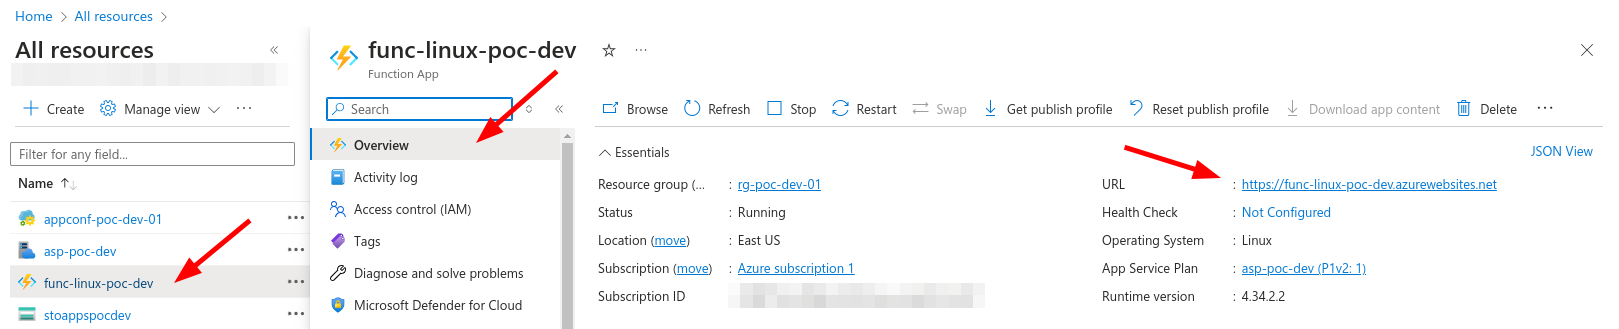 Home > All resources >
All resources «
Create Manage view ...
Filter for any field...
Name ↑↓
appconf-poc-dev-01 •••
asp-poc-dev •••
func-linux-poc-dev •••
stoappspocdev •••
func-linux-poc-dev ...
Function App
Search «
Overview
Activity log
Access control (IAM)
Tags
Diagnose and solve problems
Microsoft Defender for Cloud
Browse Refresh Stop Restart Swap Get publish profile Reset publish profile Download app content Delete ...
Essentials JSON View
Resource group (... : rg-poc-dev-01
Status : Running
Location (move) : East US
Subscription (move) : Azure subscription 1
Subscription ID
URL : https://func-linux-poc-dev.azurewebsites.net
Health Check : Not Configured
Operating System : Linux
App Service Plan : asp-poc-dev (P1v2: 1)
Runtime version : 4.34.2.2